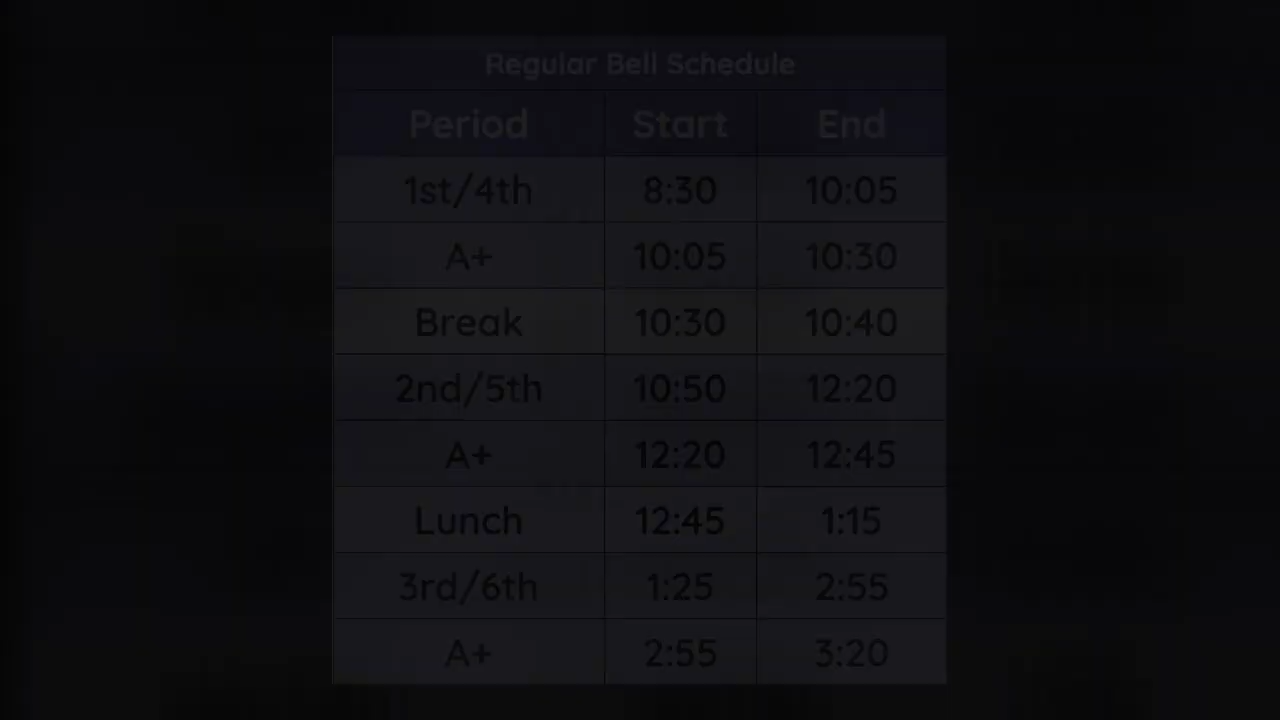 Regular Bell Schedule
Period Start End
1st/4th 8:30 10:05
A+ 10:05 10:30
Break 10:30 10:40
2nd/5th 10:50 12:20
A+ 12:20 12:45
Lunch 12:45 1:15
3rd/6th 1:25 2:55
A+ 2:55 3:20